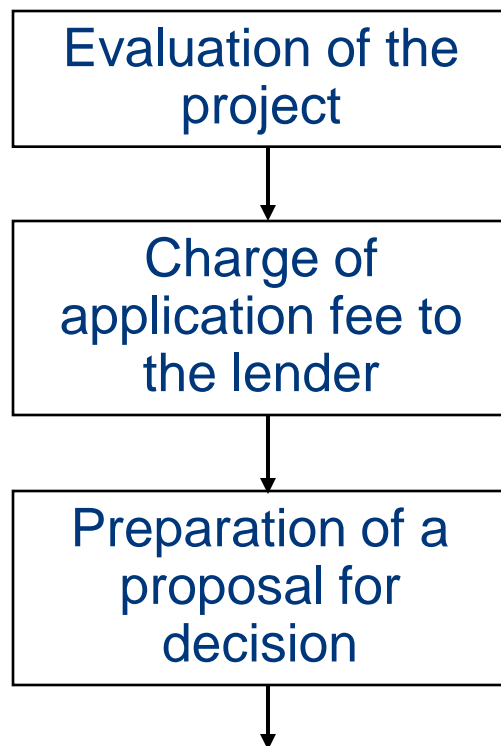 Evaluation of the
project
Charge of
application fee to
the lender
Preparation of a
proposal for
decision